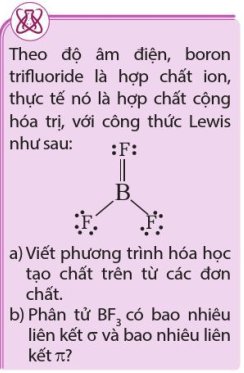 Theo độ âm điện, boron
trifluoride là hợp chất ion,
thực tế nó là hợp chất cộng
hóa trị, với công thức Lewis
như sau:
:F:
B
:F: :F:
a) Viết phương trình hóa học
tạo chất trên từ các đơn
chất.
b) Phân tử BF₃ có bao nhiêu
liên kết σ và bao nhiêu liên
kết π?